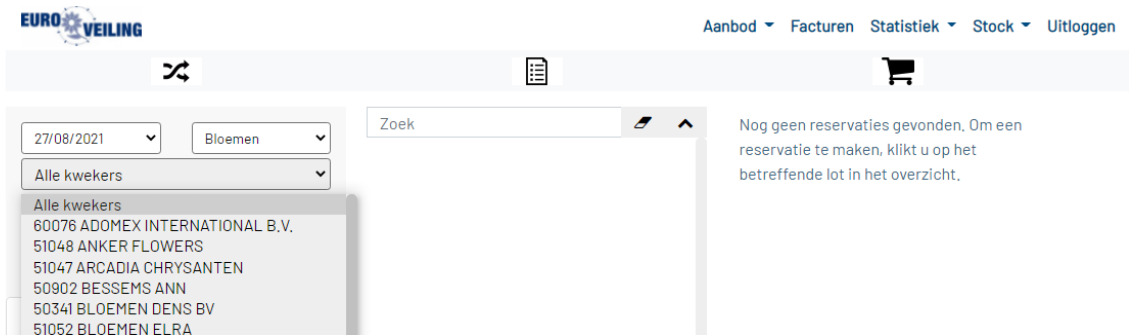 EURO VEILING
Aanbod Facturen Statistiek Stock Uitloggen
27/08/2021 Bloemen
Alle kwekers
Alle kwekers
60076 ADOMEX INTERNATIONAL B.V.
51048 ANKER FLOWERS
51047 ARCADIA CHRYSANTEN
50902 BESSEMS ANN
50341 BLOEMEN DENS BV
51052 BLOEMEN ELRA
Zoek
Nog geen reservaties gevonden. Om een
reservatie te maken, klikt u op het
betreffende lot in het overzicht.